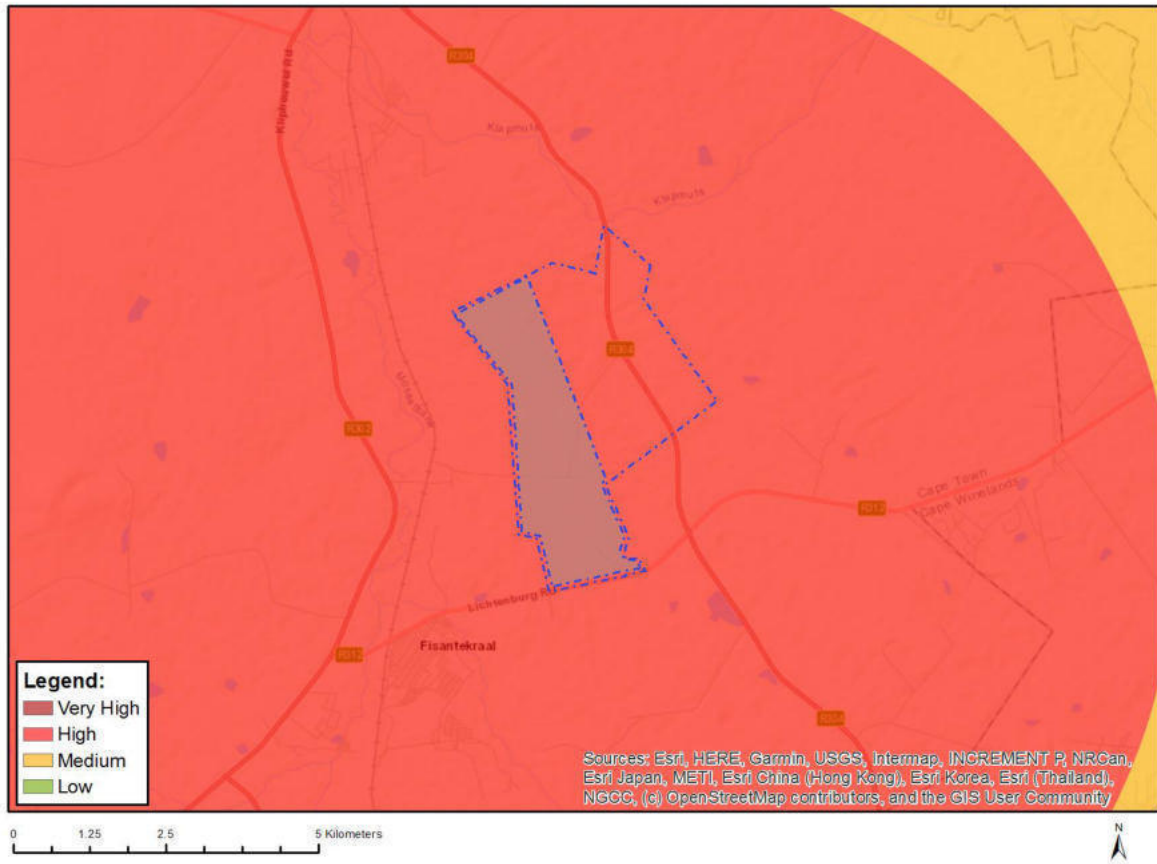 R304
Klipheuwel Rd
Klapmuts
Klapmuts
R304
R302
Cape Town
Cape Winelands
R312
Lichtenburg Rd
Fisantekraal
R312
R304
Legend:
Very High
High
Medium
Low
Sources: Esri, HERE, Garmin, USGS, Intermap, INCREMENT P, NRCan,
Esri Japan, METI, Esri China (Hong Kong), Esri Korea, Esri (Thailand),
NGCC, (c) OpenStreetMap contributors, and the GIS User Community
0 1.25 2.5 5 Kilometers
N